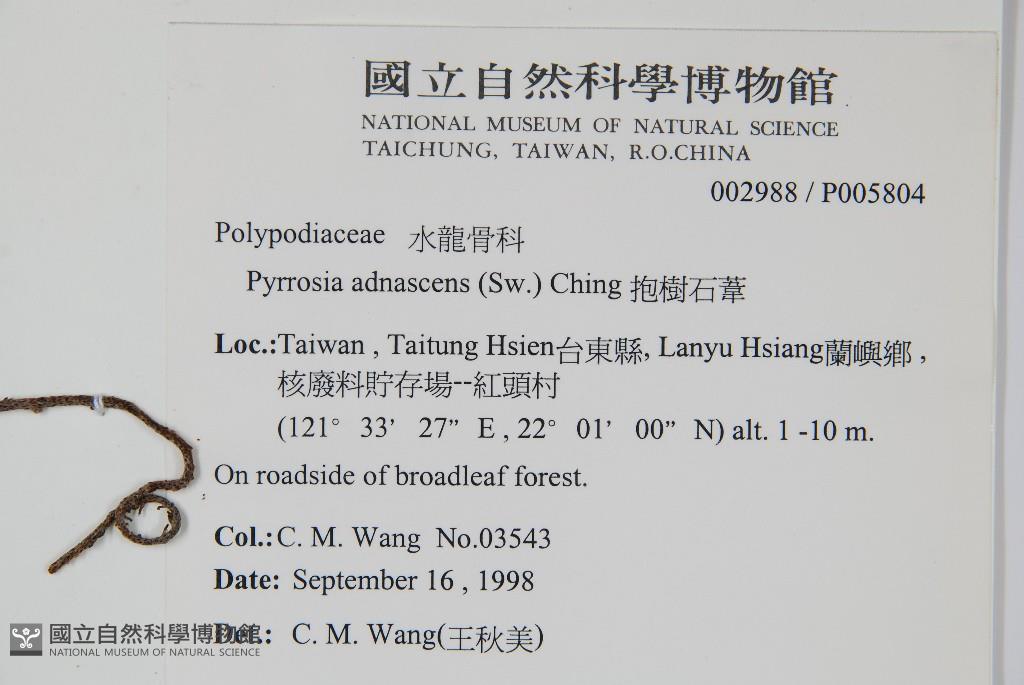 國立自然科學博物館
NATIONAL MUSEUM OF NATURAL SCIENCE
TAICHUNG, TAIWAN, R.O.CHINA
002988 / P005804
Polypodiaceae 水龍骨科
Pyrrosia adnascens (Sw.) Ching 抱樹石葦
Loc.:Taiwan , Taitung Hsien台東縣, Lanyu Hsiang蘭嶼鄉 ,
核廢料貯存場--紅頭村
(121° 33’ 27” E , 22° 01’ 00” N) alt. 1 -10 m.
On roadside of broadleaf forest.
Col.: C. M. Wang No.03543
Date: September 16 , 1998
Det.: C. M. Wang(王秋美)
國立自然科學博物館
NATIONAL MUSEUM OF NATURAL SCIENCE